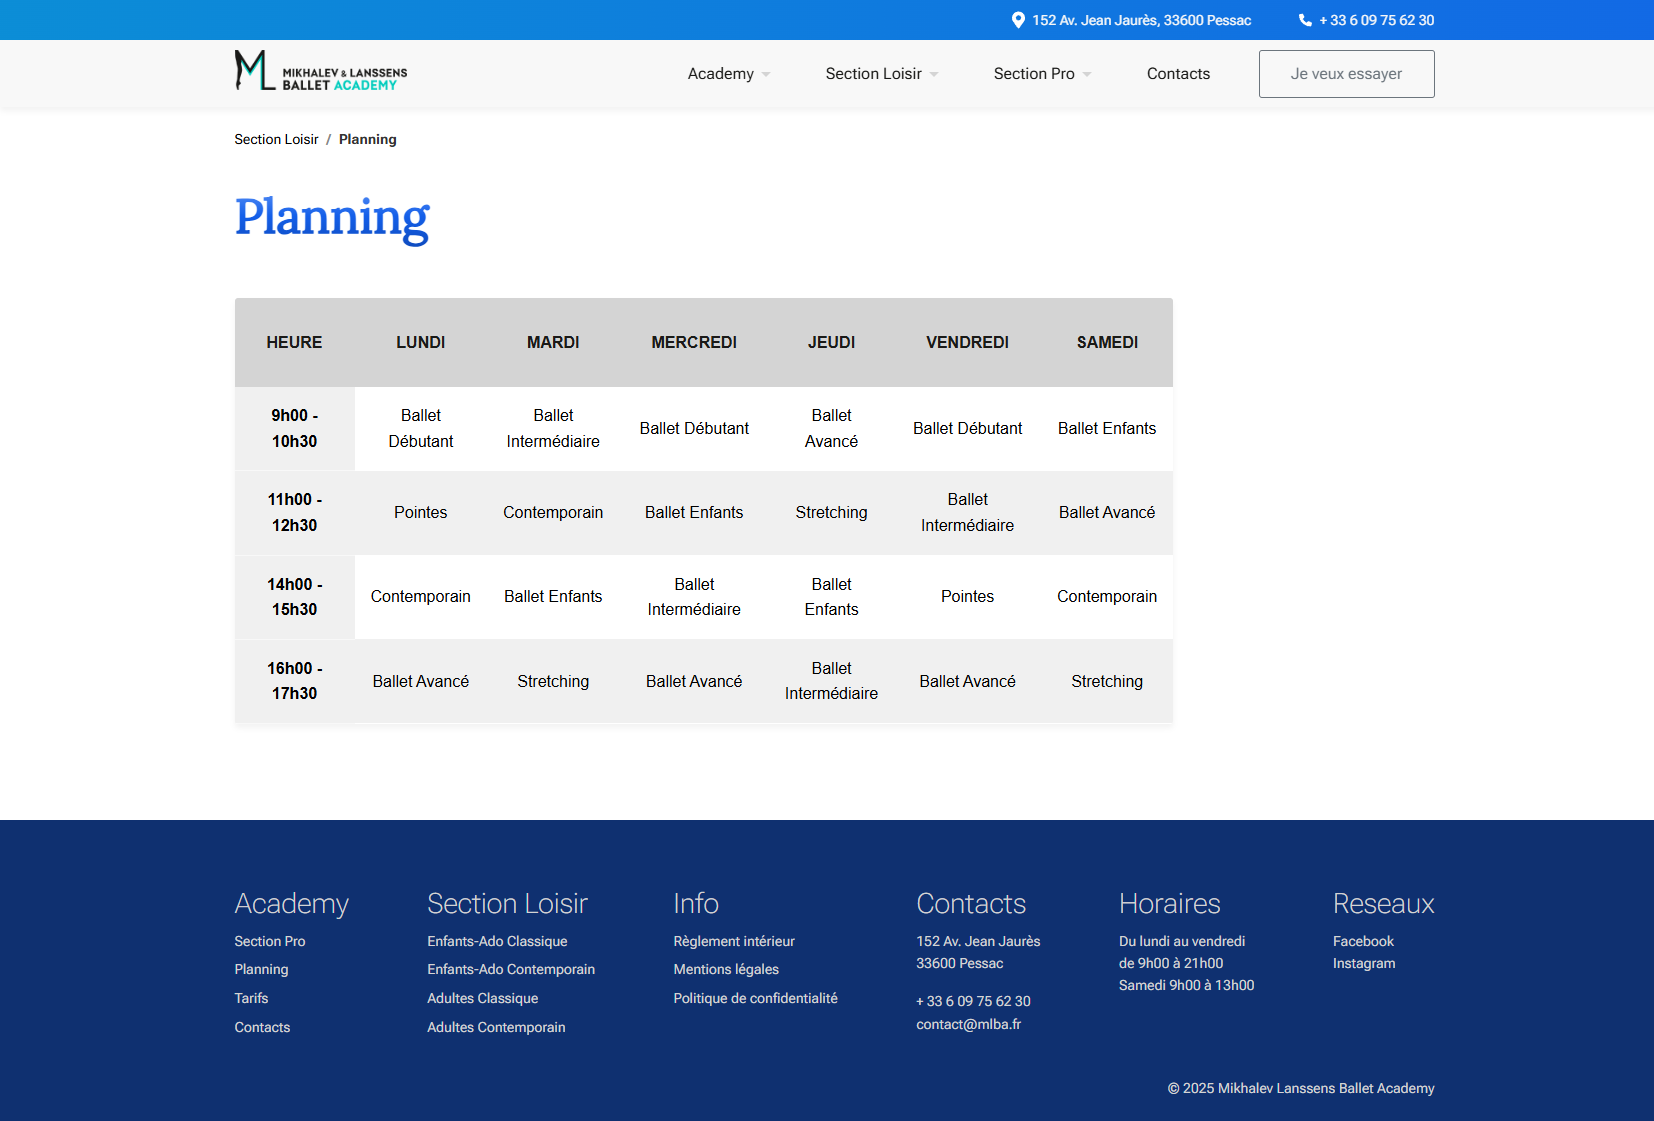 152 Av. Jean Jaurès, 33600 Pessac
+ 33 6 09 75 62 30
ML
MIKHALEV & LANSSENS
BALLET ACADEMY
Academy
Section Loisir
Section Pro
Contacts
Je veux essayer
Section Loisir / Planning
Planning
HEURE LUNDI MARDI MERCREDI JEUDI VENDREDI SAMEDI
9h00 -
10h30
Ballet
Débutant
Ballet
Intermédiaire
Ballet Débutant
Ballet
Avancé
Ballet Débutant
Ballet Enfants
11h00 -
12h30
Pointes
Contemporain
Ballet Enfants
Stretching
Ballet
Intermédiaire
Ballet Avancé
14h00 -
15h30
Contemporain
Ballet Enfants
Ballet
Intermédiaire
Ballet
Enfants
Pointes
Contemporain
16h00 -
17h30
Ballet Avancé
Stretching
Ballet Avancé
Ballet
Intermédiaire
Ballet Avancé
Stretching
Academy
Section Pro
Planning
Tarifs
Contacts
Section Loisir
Enfants-Ado Classique
Enfants-Ado Contemporain
Adultes Classique
Adultes Contemporain
Info
Règlement intérieur
Mentions légales
Politique de confidentialité
Contacts
152 Av. Jean Jaurès
33600 Pessac
+ 33 6 09 75 62 30
contact@mlba.fr
Horaires
Du lundi au vendredi
de 9h00 à 21h00
Samedi 9h00 à 13h00
Reseaux
Facebook
Instagram
© 2025 Mikhalev Lanssens Ballet Academy